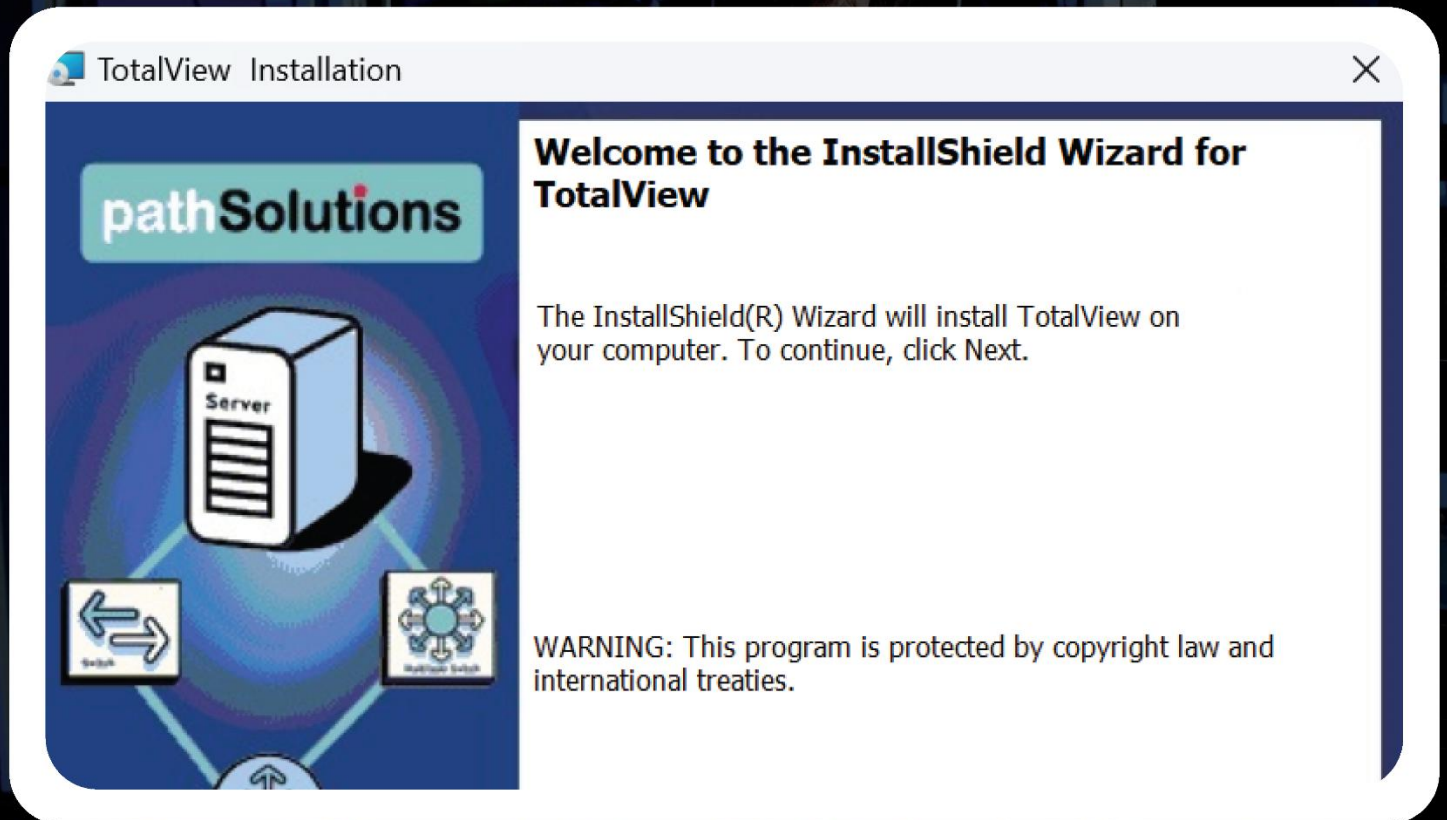 TotalView Installation
pathSolutions
Server
Switch
Welcome to the InstallShield Wizard for
TotalView
The InstallShield(R) Wizard will install TotalView on
your computer. To continue, click Next.
WARNING: This program is protected by copyright law and
international treaties.